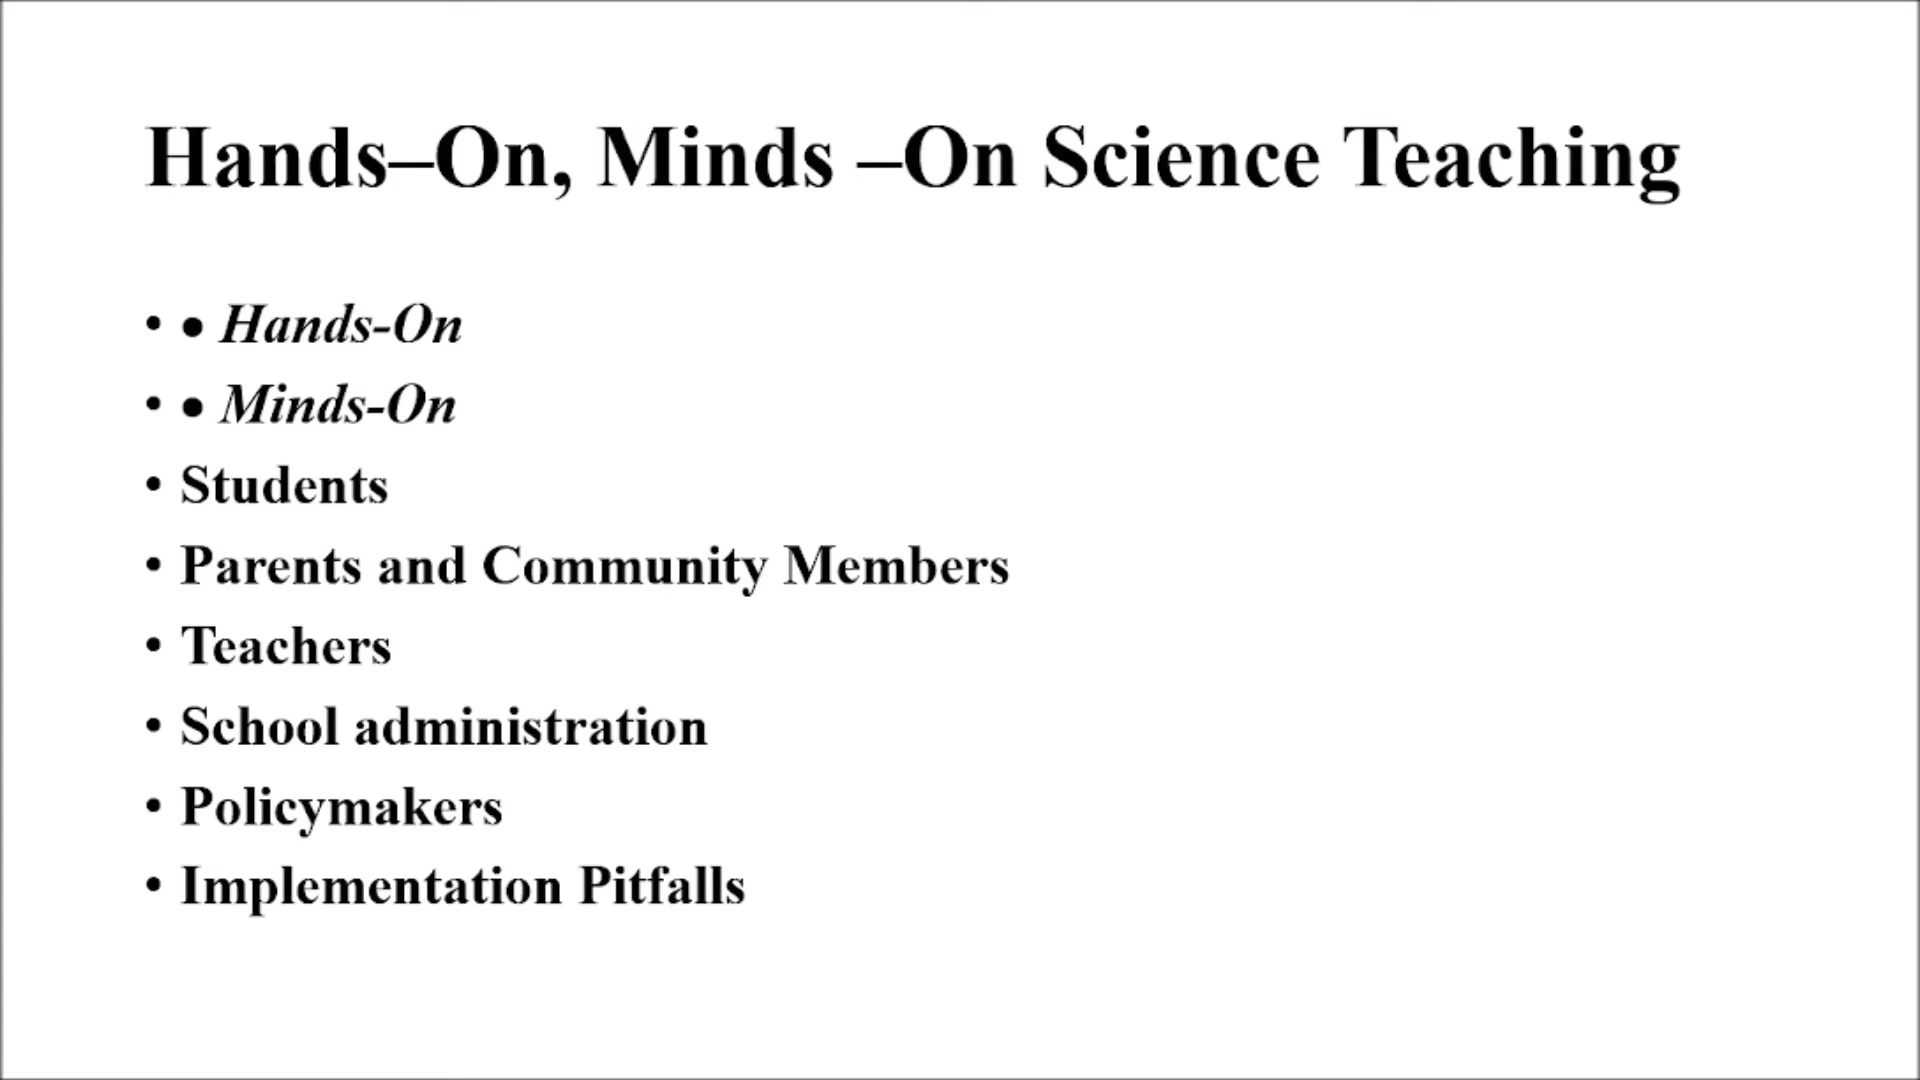 Hands–On, Minds –On Science Teaching
• • Hands-On
• • Minds-On
• Students
• Parents and Community Members
• Teachers
• School administration
• Policymakers
• Implementation Pitfalls